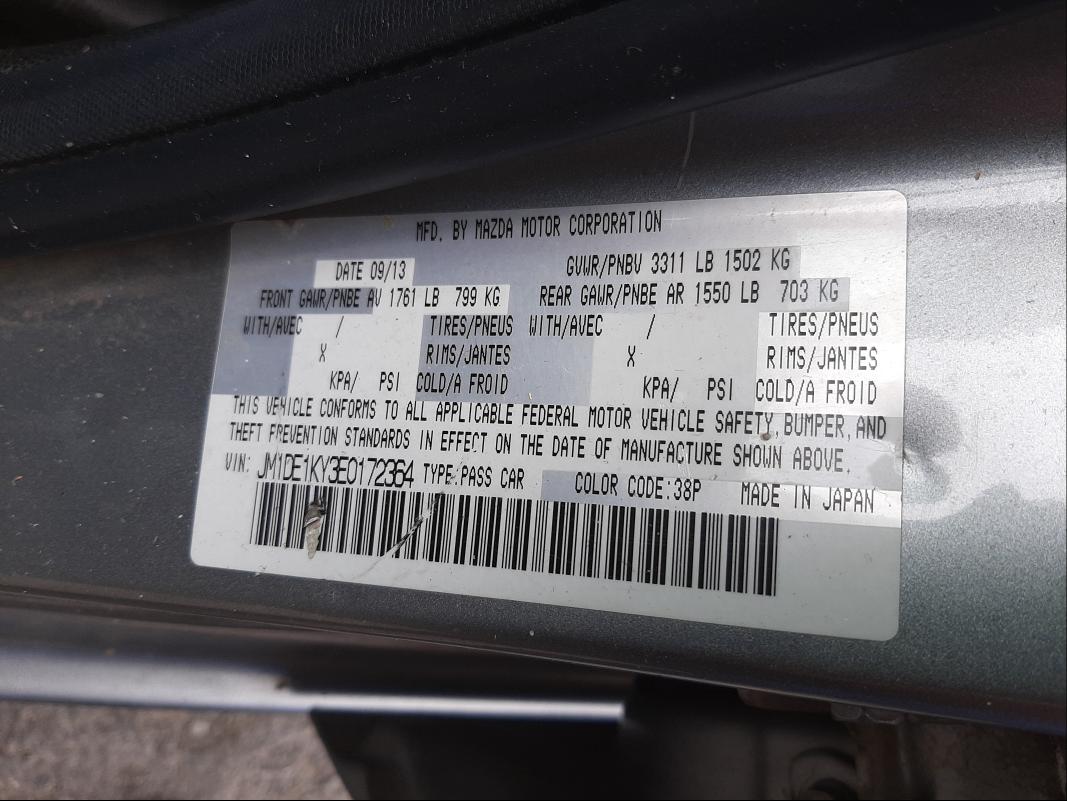 MFD. BY MAZDA MOTOR CORPORATION
DATE 09/13 GVWR/PNBV 3311 LB 1502 KG
FRONT GAWR/PNBE AV 1761 LB 799 KG REAR GAWR/PNBE AR 1550 LB 703 KG
WITH/AVEC / TIRES/PNEUS WITH/AVEC / TIRES/PNEUS
X RIMS/JANTES X RIMS/JANTES
KPA/ PSI COLD/A FROID KPA/ PSI COLD/A FROID
THIS VEHICLE CONFORMS TO ALL APPLICABLE FEDERAL MOTOR VEHICLE SAFETY, BUMPER, AND
THEFT PREVENTION STANDARDS IN EFFECT ON THE DATE OF MANUFACTURE SHOWN ABOVE.
VIN: JM1DE1KY3E0172364 TYPE:PASS CAR COLOR CODE:38P MADE IN JAPAN